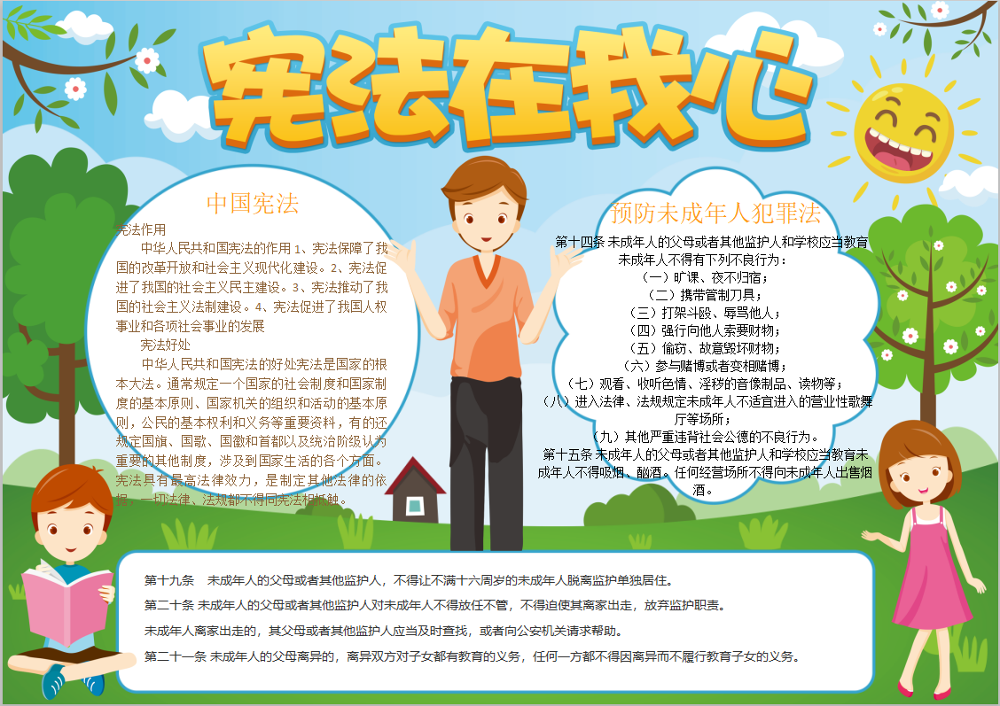 宪法在我心
中国宪法
宪法作用
中华人民共和国宪法的作用1、宪法保障了我
国的改革开放和社会主义现代化建设。2、宪法促
进了我国的社会主义民主建设。3、宪法推动了我
国的社会主义法制建设。4、宪法促进了我国人权
事业和各项社会事业的发展
宪法好处
中华人民共和国宪法的好处宪法是国家的根
本大法。通常规定一个国家的社会制度和国家制
度的基本原则、国家机关的组织和活动的基本原
则，公民的基本权利和义务等重要资料，有的还
规定国旗、国歌、国徽和首都以及统治阶级认为
重要的其他制度，涉及到国家生活的各个方面。
宪法具有最高法律效力，是制定其他法律的依
据，一切法律、法规都不得同宪法相抵触。
预防未成年人犯罪法
第十四条 未成年人的父母或者其他监护人和学校应当教育
未成年人不得有下列不良行为：
（一）旷课、夜不归宿；
（二）携带管制刀具；
（三）打架斗殴、辱骂他人；
（四）强行向他人索要财物；
（五）偷窃、故意毁坏财物；
（六）参与赌博或者变相赌博；
（七）观看、收听色情、淫秽的音像制品、读物等；
（八）进入法律、法规规定未成年人不适宜进入的营业性歌舞
厅等场所；
（九）其他严重违背社会公德的不良行为。
第十五条 未成年人的父母或者其他监护人和学校应当教育未
成年人不得吸烟、酗酒。任何经营场所不得向未成年人出售烟
酒。
第十九条　未成年人的父母或者其他监护人，不得让不满十六周岁的未成年人脱离监护单独居住。
第二十条 未成年人的父母或者其他监护人对未成年人不得放任不管，不得迫使其离家出走，放弃监护职责。
未成年人离家出走的，其父母或者其他监护人应当及时查找，或者向公安机关请求帮助。
第二十一条 未成年人的父母离异的，离异双方对子女都有教育的义务，任何一方都不得因离异而不履行教育子女的义务。